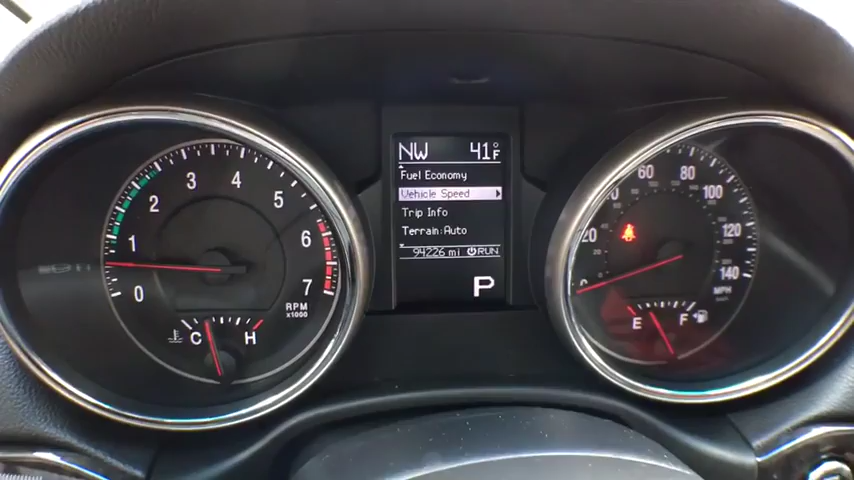 NW 41°F
Fuel Economy
Vehicle Speed
Trip Info
Terrain:Auto
94226 mi RUN
P
0
1
2
3
4
5
6
7
RPM
x1000
C H
0
20
60
80
100
120
140
MPH
E F